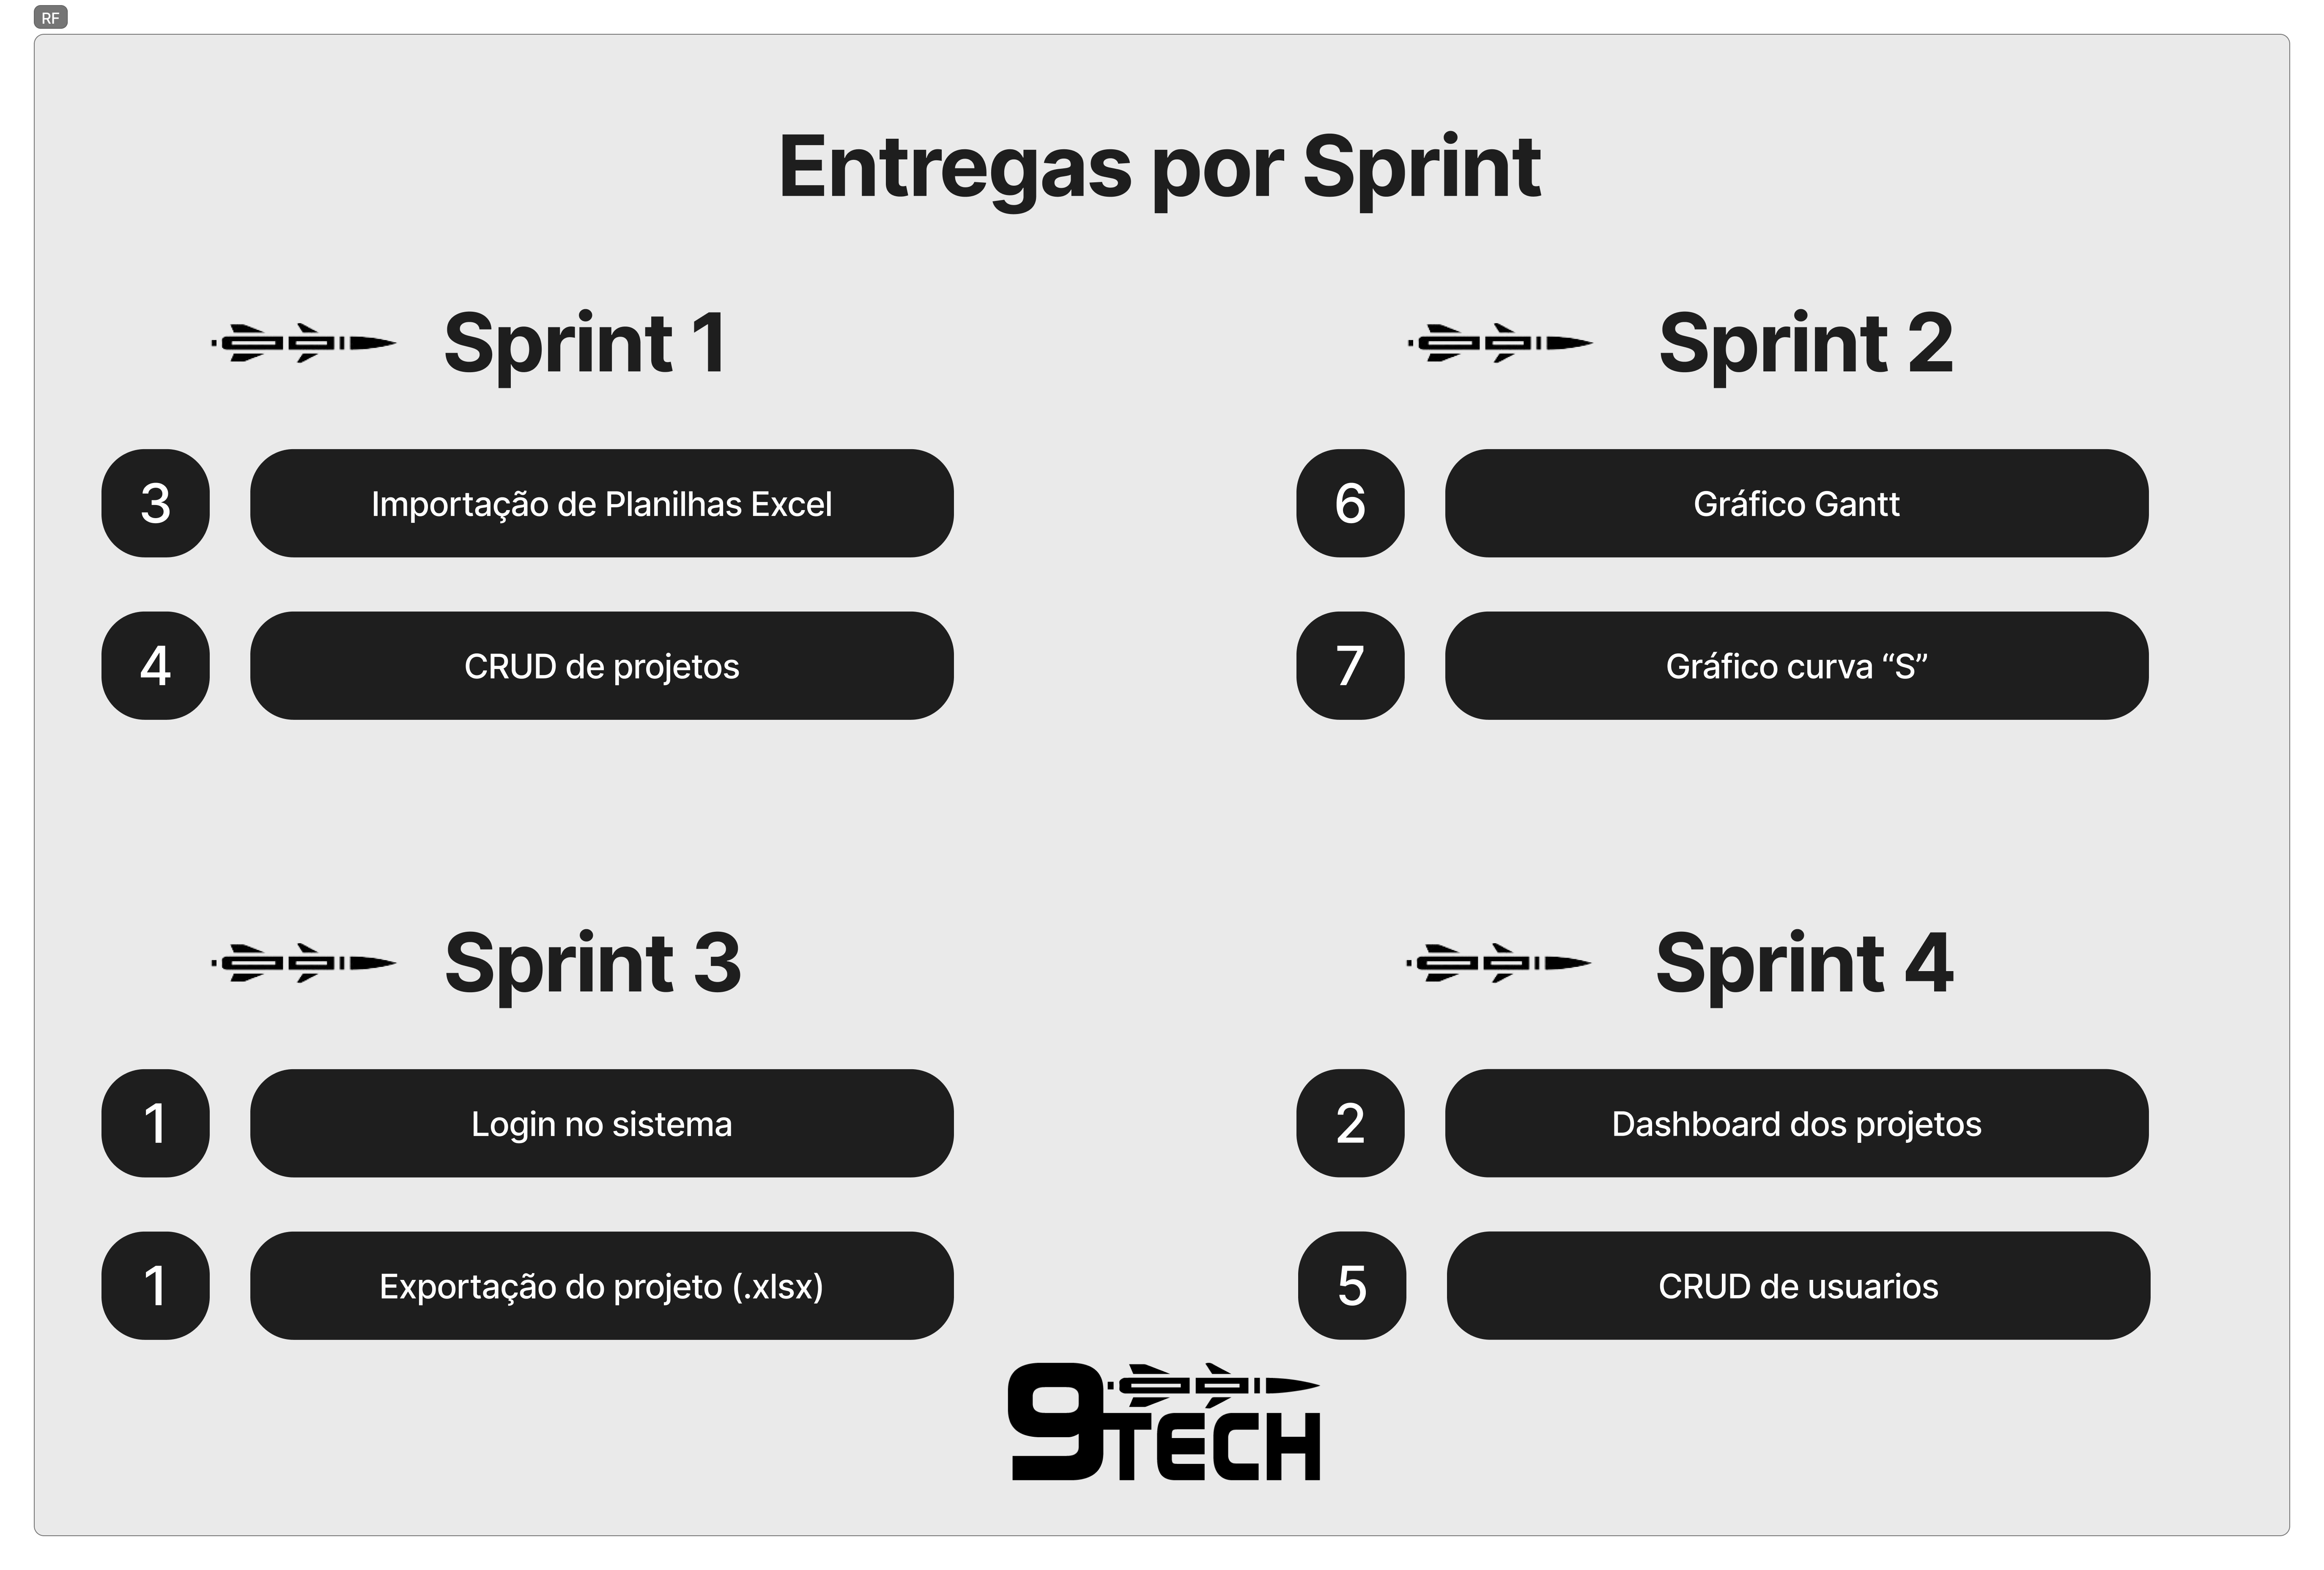 RF
Entregas por Sprint
Sprint 1
3
Importação de Planilhas Excel
4
CRUD de projetos
Sprint 2
6
Gráfico Gantt
7
Gráfico curva “S”
Sprint 3
1
Login no sistema
1
Exportação do projeto (.xlsx)
Sprint 4
2
Dashboard dos projetos
5
CRUD de usuarios
9TECH